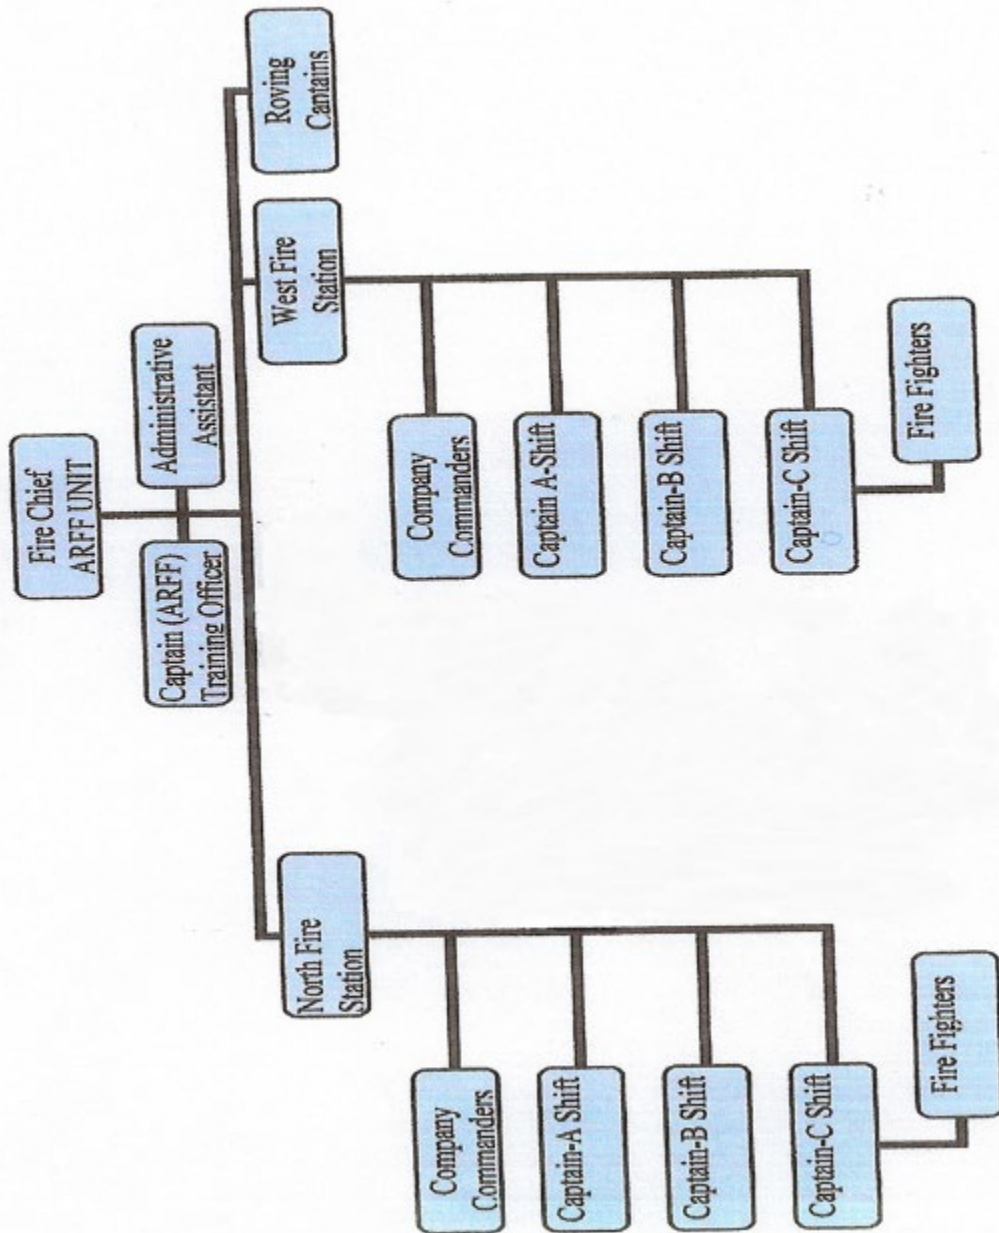 Fire Chief
ARFF UNIT
Captain (ARFF)
Training Officer
Administrative
Assistant
North Fire
Station
West Fire
Station
Roving
Captains
Company
Commanders
Captain-A Shift
Captain-B Shift
Captain-C Shift
Fire Fighters
Company
Commanders
Captain A-Shift
Captain-B Shift
Captain-C Shift
Fire Fighters